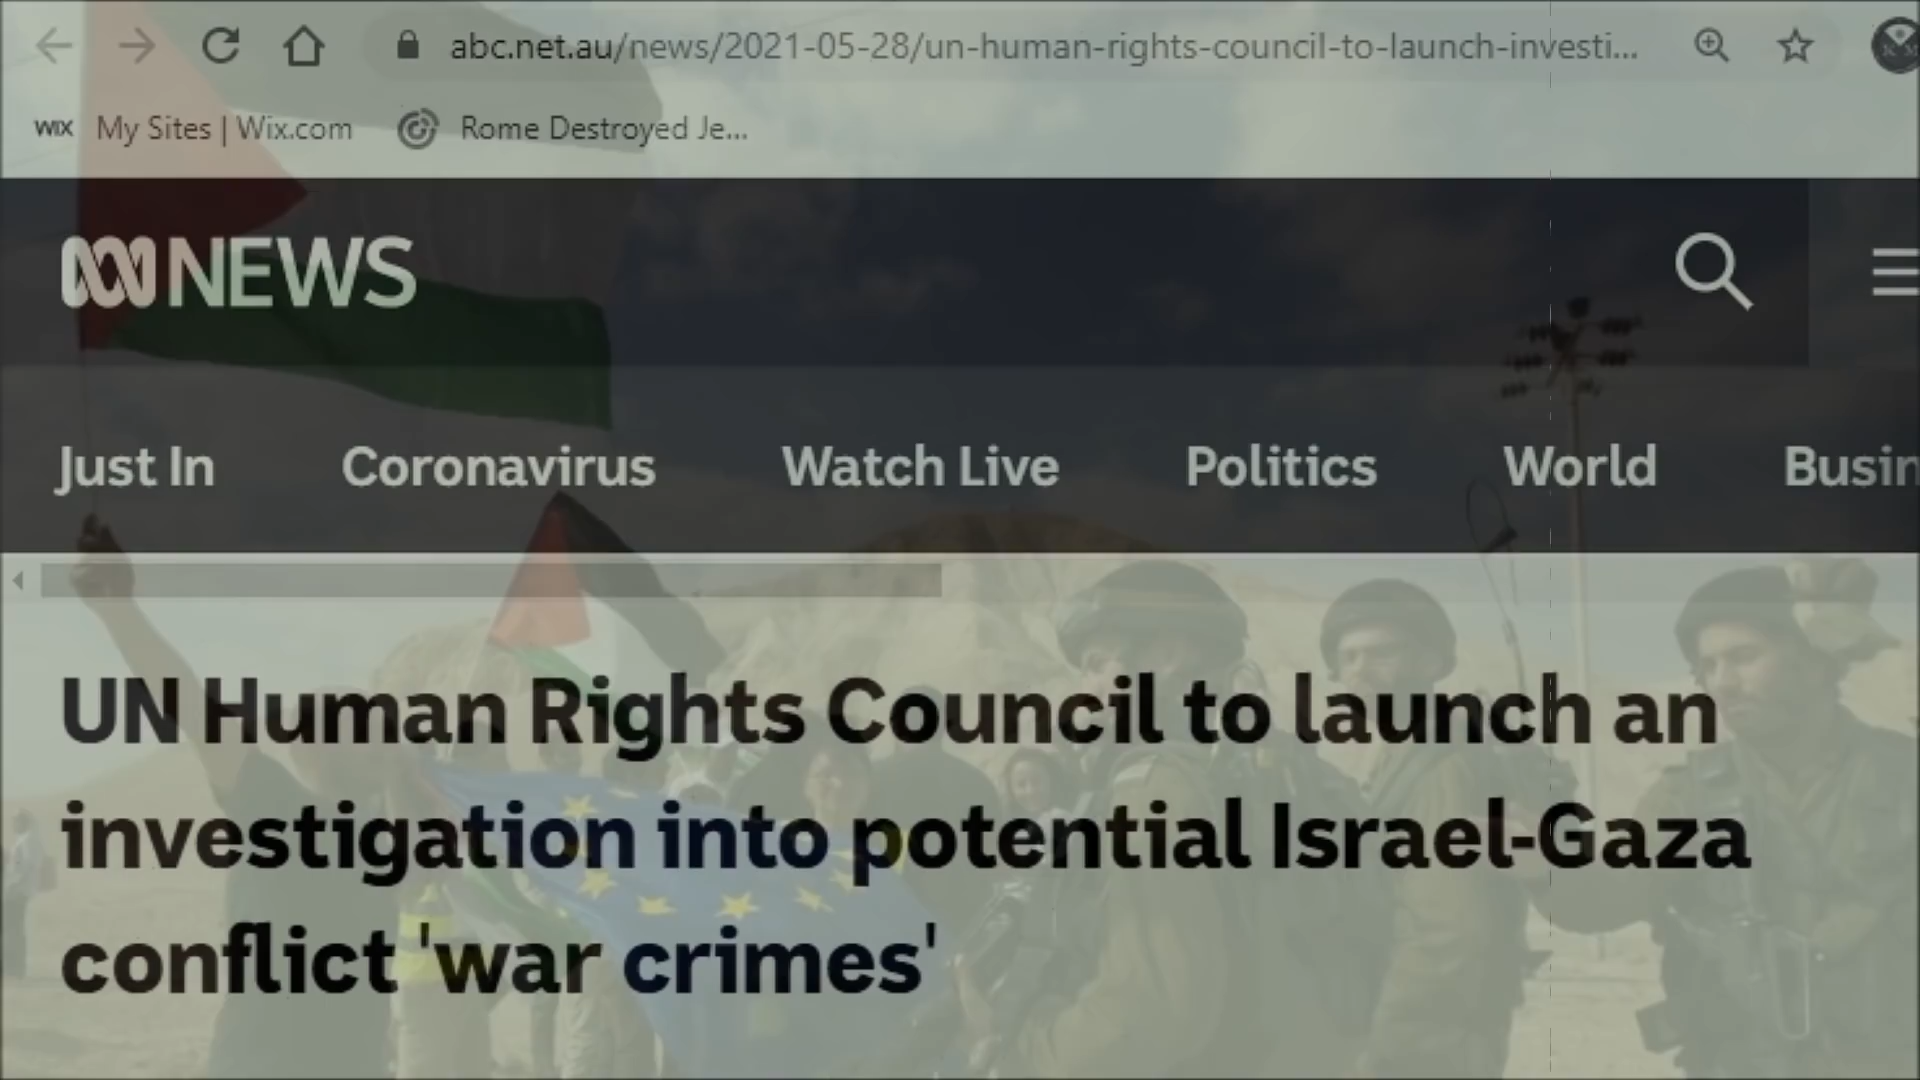 abc.net.au/news/2021-05-28/un-human-rights-council-to-launch-investi...
WIX My Sites | Wix.com Rome Destroyed Je...
NEWS
Just In Coronavirus Watch Live Politics World Busin
UN Human Rights Council to launch an
investigation into potential Israel-Gaza
conflict 'war crimes'